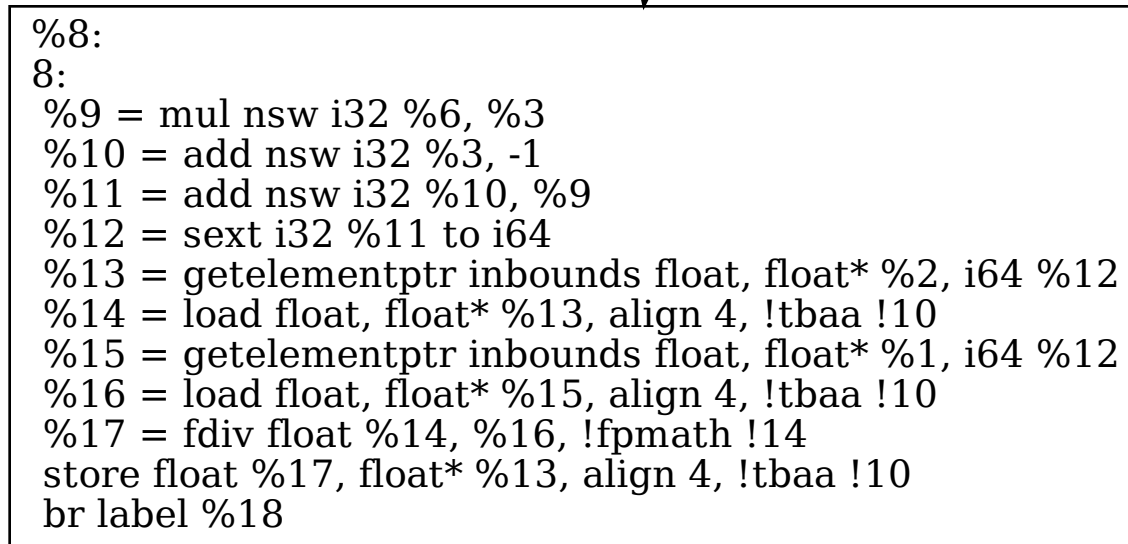 %8:
8:
%9 = mul nsw i32 %6, %3
%10 = add nsw i32 %3, -1
%11 = add nsw i32 %10, %9
%12 = sext i32 %11 to i64
%13 = getelementptr inbounds float, float* %2, i64 %12
%14 = load float, float* %13, align 4, !tbaa !10
%15 = getelementptr inbounds float, float* %1, i64 %12
%16 = load float, float* %15, align 4, !tbaa !10
%17 = fdiv float %14, %16, !fpmath !14
store float %17, float* %13, align 4, !tbaa !10
br label %18